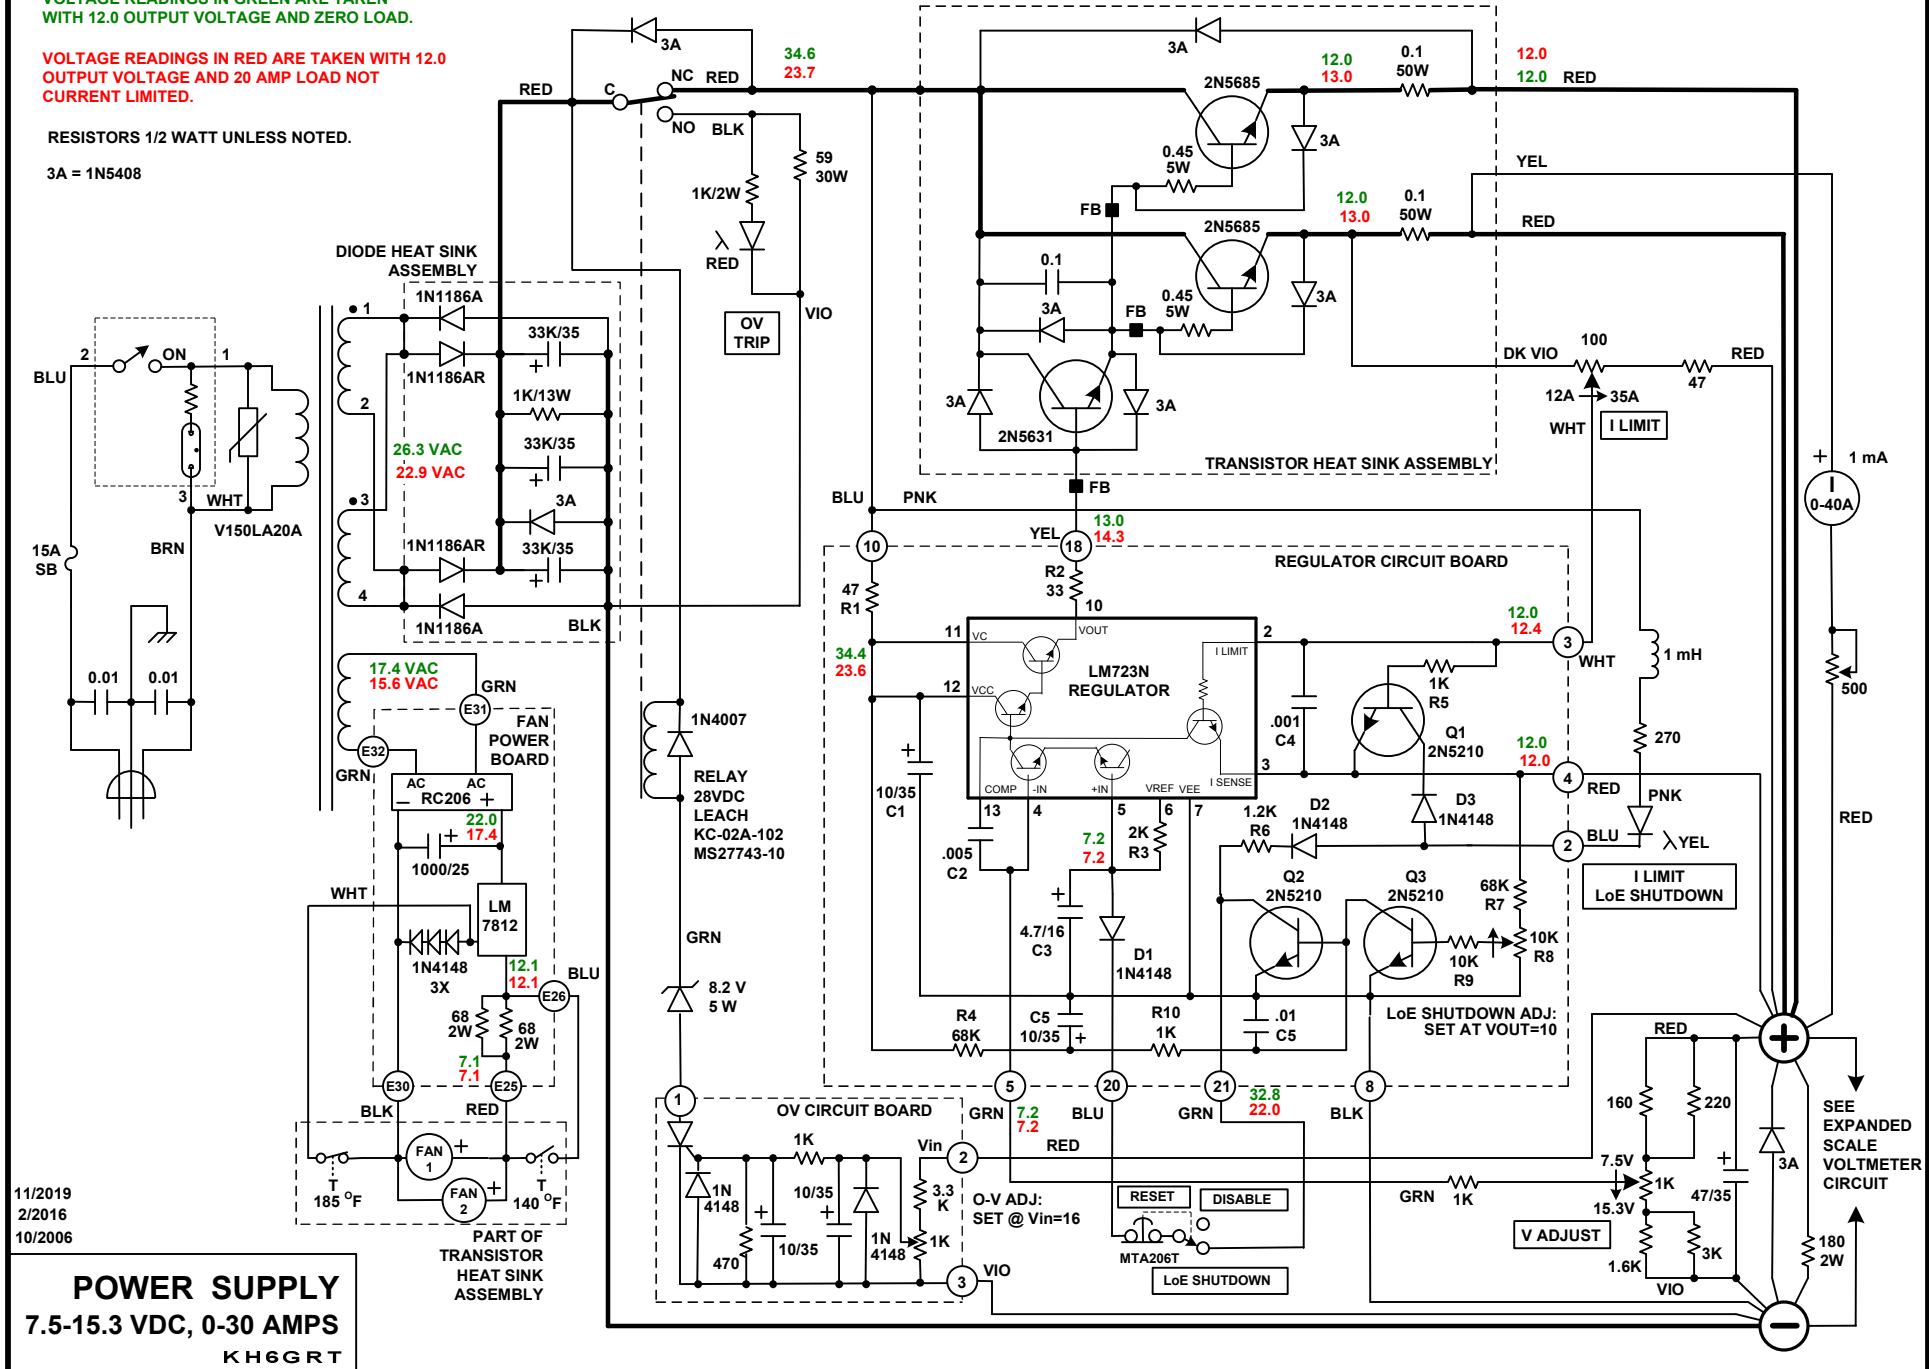 VOLTAGE READINGS IN GREEN ARE TAKEN
WITH 12.0 OUTPUT VOLTAGE AND ZERO LOAD.
VOLTAGE READINGS IN RED ARE TAKEN WITH 12.0
OUTPUT VOLTAGE AND 20 AMP LOAD NOT
CURRENT LIMITED.
RESISTORS 1/2 WATT UNLESS NOTED.
3A = 1N5408
3A
34.6
23.7
RED
C
NC
RED
NO
BLK
59
30W
1K/2W
λ
RED
OV
TRIP
VIO
3A
12.0
13.0
0.1
50W
12.0
12.0
RED
2N5685
3A
0.45
5W
YEL
FB
12.0
13.0
0.1
50W
RED
2N5685
0.1
3A
0.45
5W
FB
3A
3A
3A
2N5631
TRANSISTOR HEAT SINK ASSEMBLY
DK VIO
100
47
RED
12A
35A
WHT
I LIMIT
+
1 mA
I
0-40A
500
RED
DIODE HEAT SINK
ASSEMBLY
1N1186A
33K/35
+
1N1186AR
1K/13W
33K/35
+
3A
1N1186AR
33K/35
+
1N1186A
BLK
1
2
3
4
26.3 VAC
22.9 VAC
2
ON
1
BLU
3
WHT
V150LA20A
15A
SB
BRN
0.01
0.01
17.4 VAC
15.6 VAC
GRN
E31
E32
GRN
FAN
POWER
BOARD
AC
AC
–
RC206
+
22.0
17.4
+
1000/25
WHT
LM
7812
1N4148
3X
12.1
12.1
BLU
E26
68
2W
68
2W
7.1
7.1
E30
E25
BLK
RED
FAN
1
+
FAN
2
+
T
185 °F
T
140 °F
PART OF
TRANSISTOR
HEAT SINK
ASSEMBLY
1N4007
RELAY
28VDC
LEACH
KC-02A-102
MS27743-10
GRN
8.2 V
5 W
BLU
PNK
FB
YEL
13.0
14.3
10
18
REGULATOR CIRCUIT BOARD
47
R1
R2
33
10
11
VC
VOUT
I LIMIT
2
LM723N
REGULATOR
34.4
23.6
12
VCC
3
I SENSE
COMP
-IN
+IN
VREF
VEE
13
4
5
6
7
+
10/35
C1
.005
C2
7.2
7.2
2K
R3
+
4.7/16
C3
D1
1N4148
.001
C4
12.0
12.4
3
WHT
1K
R5
Q1
2N5210
12.0
12.0
4
RED
1.2K
R6
D2
1N4148
D3
1N4148
2
BLU
1 mH
270
PNK
λ YEL
I LIMIT
LoE SHUTDOWN
Q2
2N5210
Q3
2N5210
68K
R7
10K
R8
10K
R9
R4
68K
C5
10/35
+
R10
1K
.01
C5
LoE SHUTDOWN ADJ:
SET AT VOUT=10
5
20
21
8
GRN
7.2
7.2
BLU
GRN
32.8
22.0
BLK
1
OV CIRCUIT BOARD
1K
Vin
2
RED
1N
4148
10/35
+
+
3.3
K
470
10/35
1N
4148
1K
3
VIO
O-V ADJ:
SET @ Vin=16
RESET
DISABLE
MTA206T
LoE SHUTDOWN
GRN
1K
RED
160
220
7.5V
1K
15.3V
V ADJUST
1.6K
3K
VIO
+
47/35
+
3A
180
2W
–
SEE
EXPANDED
SCALE
VOLTMETER
CIRCUIT
11/2019
2/2016
10/2006
POWER SUPPLY
7.5-15.3 VDC, 0-30 AMPS
KH6GRT